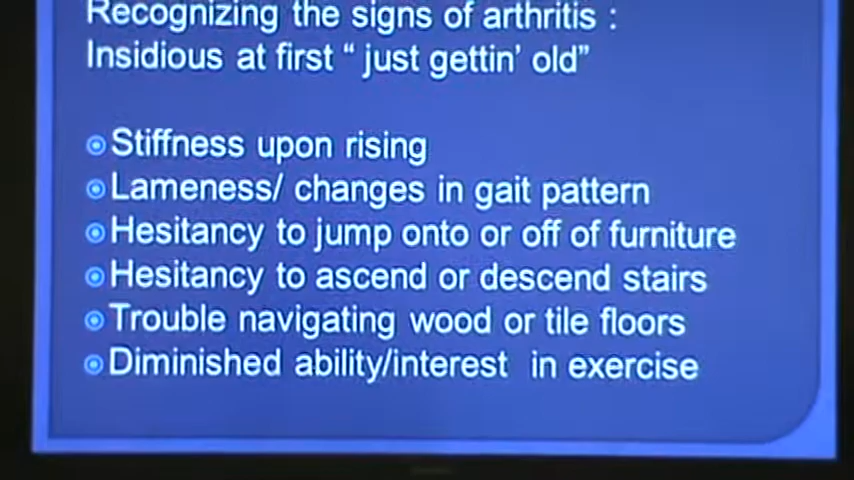 Recognizing the signs of arthritis :
Insidious at first “ just gettin’ old”
Stiffness upon rising
Lameness/ changes in gait pattern
Hesitancy to jump onto or off of furniture
Hesitancy to ascend or descend stairs
Trouble navigating wood or tile floors
Diminished ability/interest in exercise